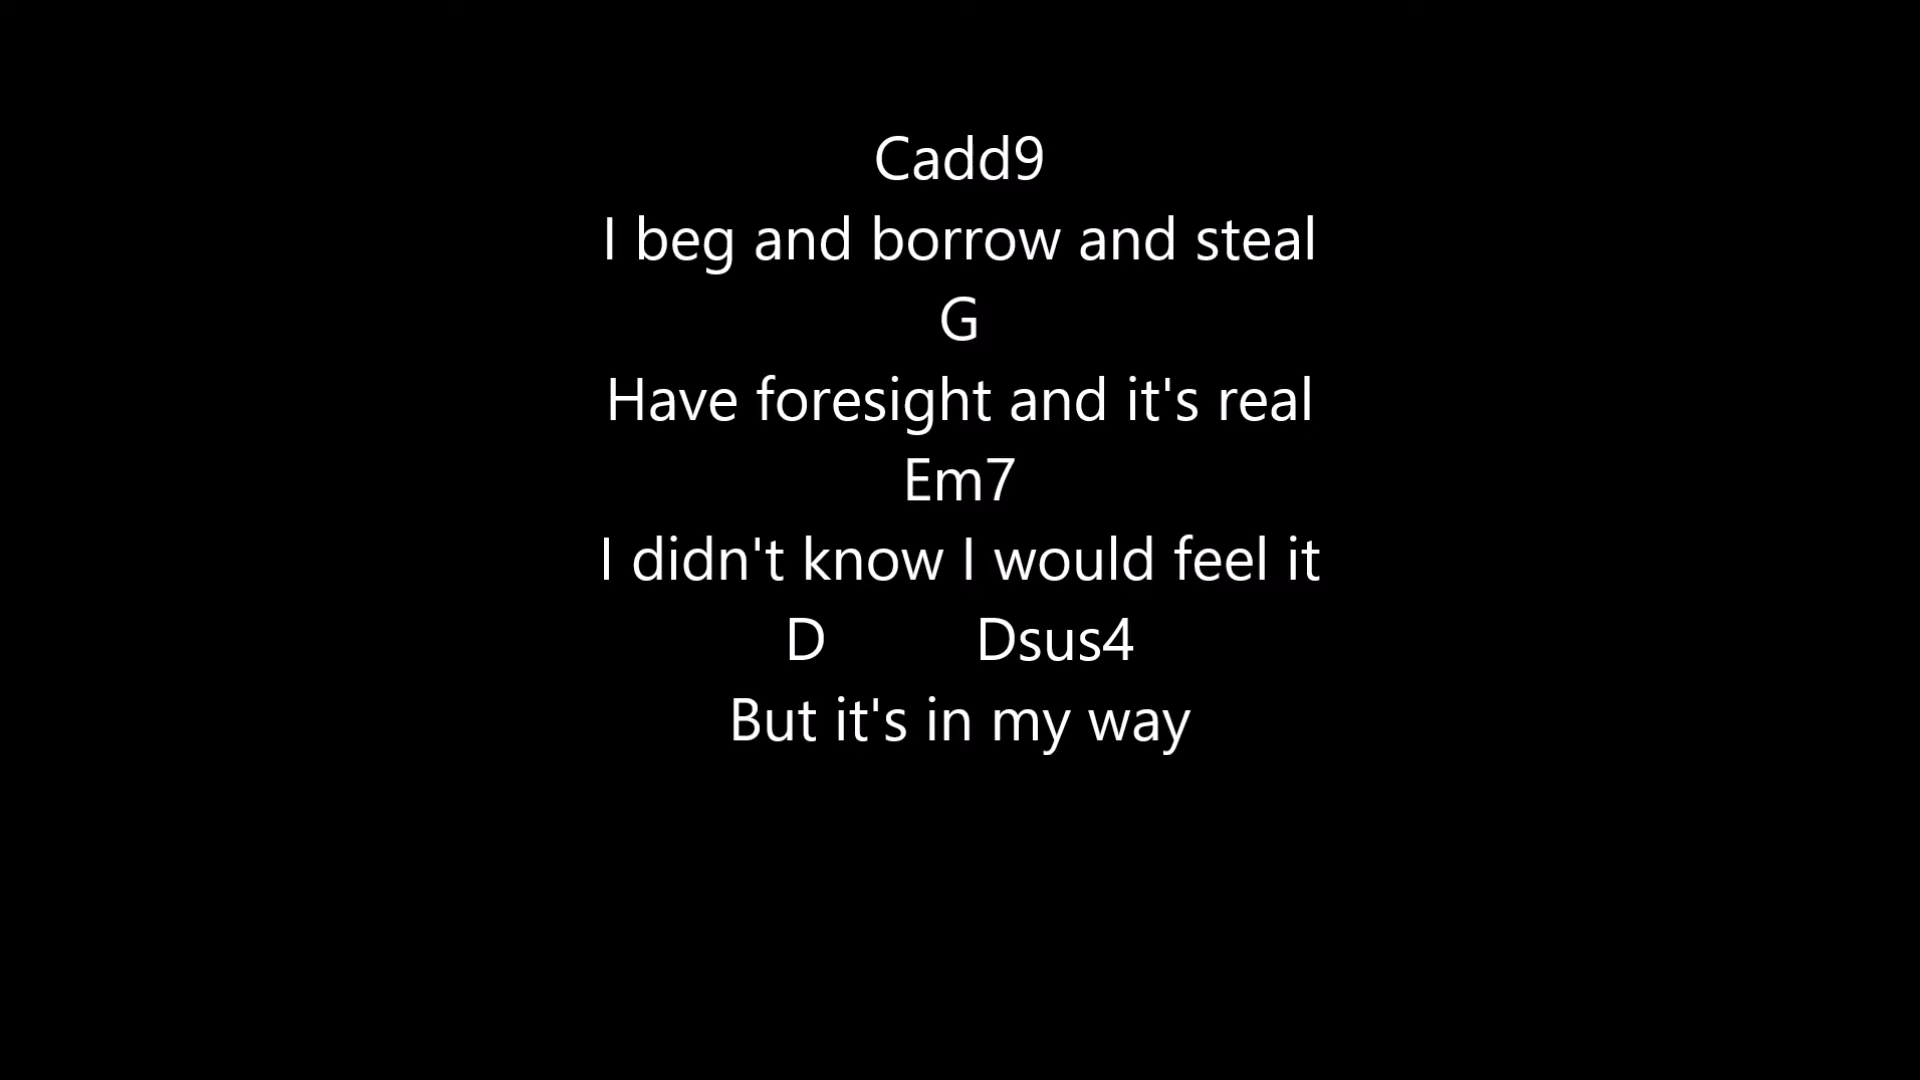 Cadd9
I beg and borrow and steal
G
Have foresight and it's real
Em7
I didn't know I would feel it
D Dsus4
But it's in my way